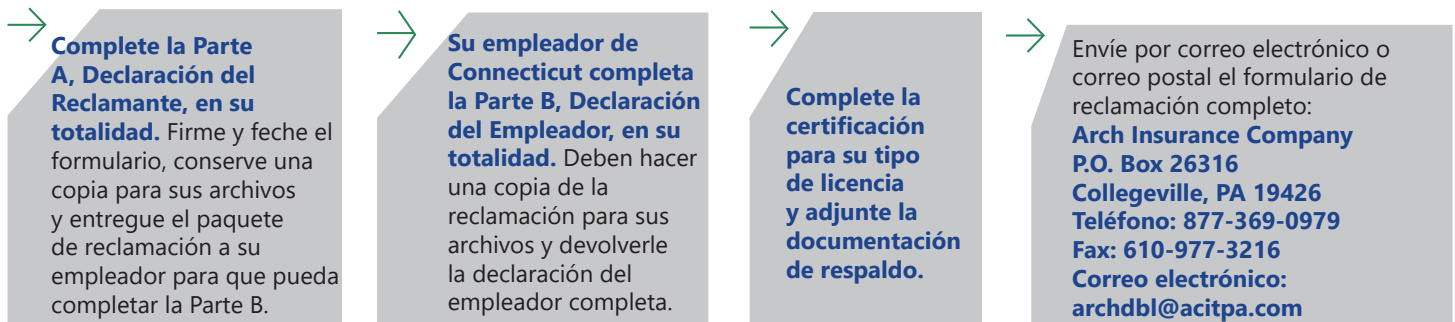 Complete la Parte
A, Declaración del
Reclamante, en su
totalidad. Firme y feche el
formulario, conserve una
copia para sus archivos
y entregue el paquete
de reclamación a su
empleador para que pueda
completar la Parte B.
Su empleador de
Connecticut completa
la Parte B, Declaración
del Empleador, en su
totalidad. Deben hacer
una copia de la
reclamación para sus
archivos y devolverle
la declaración del
empleador completa.
Complete la
certificación
para su tipo
de licencia
y adjunte la
documentación
de respaldo.
Envíe por correo electrónico o
correo postal el formulario de
reclamación completo:
Arch Insurance Company
P.O. Box 26316
Collegeville, PA 19426
Teléfono: 877-369-0979
Fax: 610-977-3216
Correo electrónico:
archdbl@acitpa.com